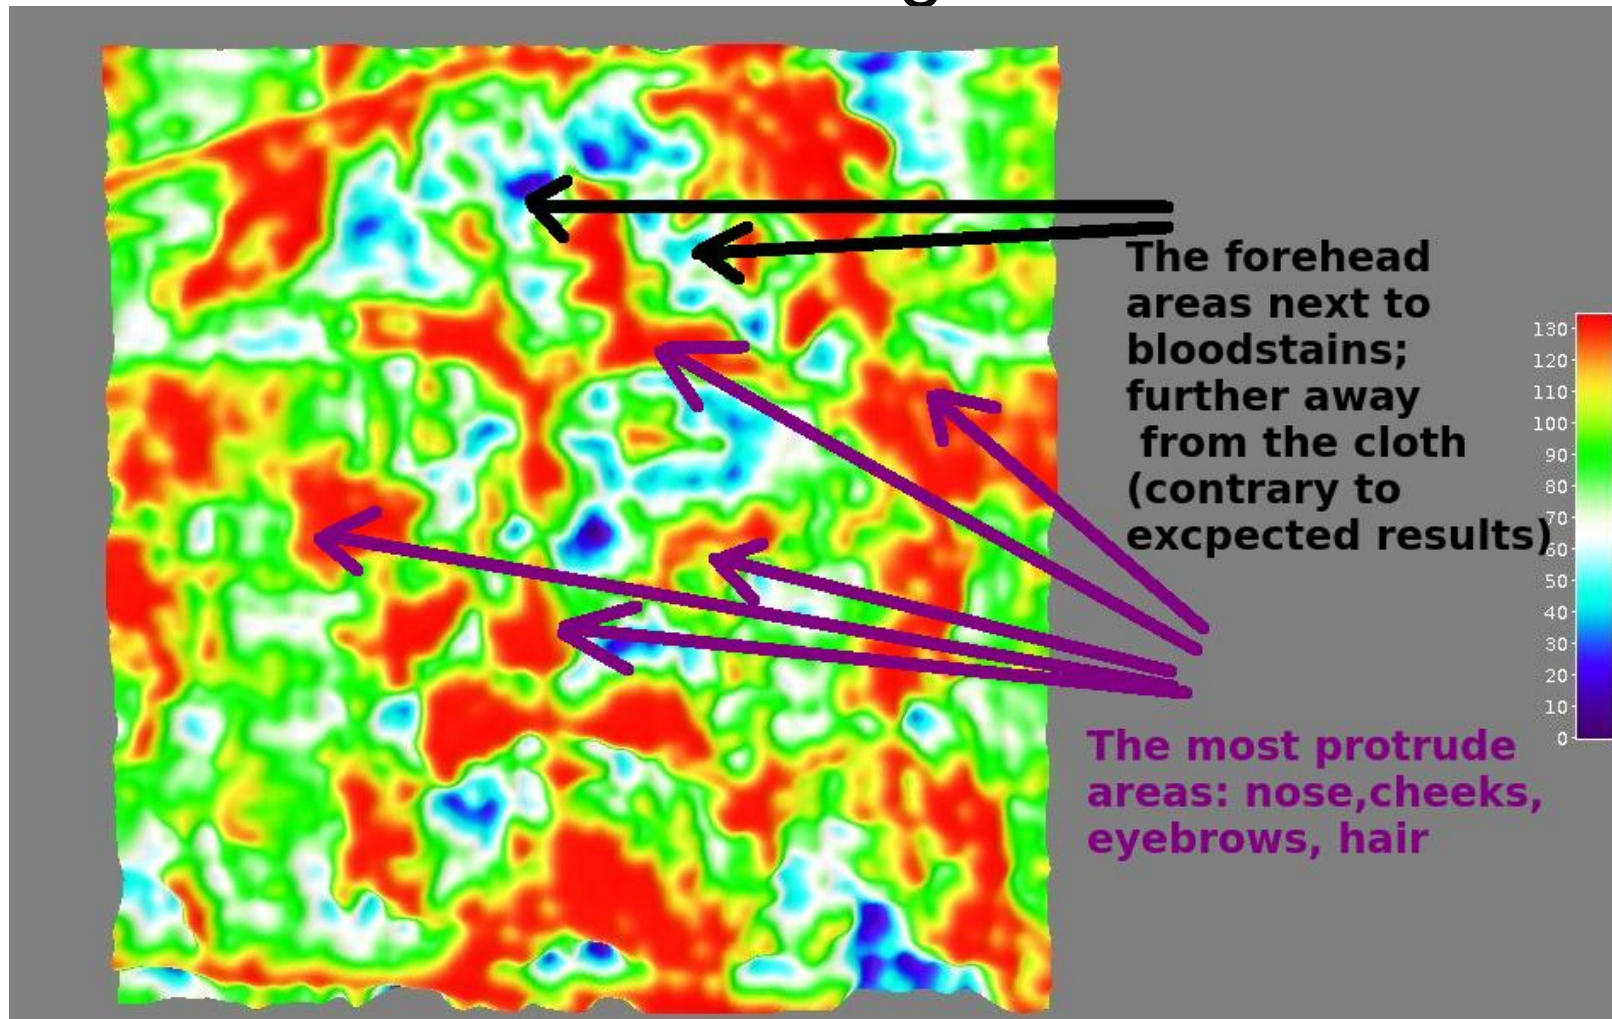 g
The forehead
areas next to
bloodstains;
further away
from the cloth
(contrary to
excpected results)
130
120
110
100
90
80
70
60
50
40
30
20
10
0
The most protrude
areas: nose,cheeks,
eyebrows, hair